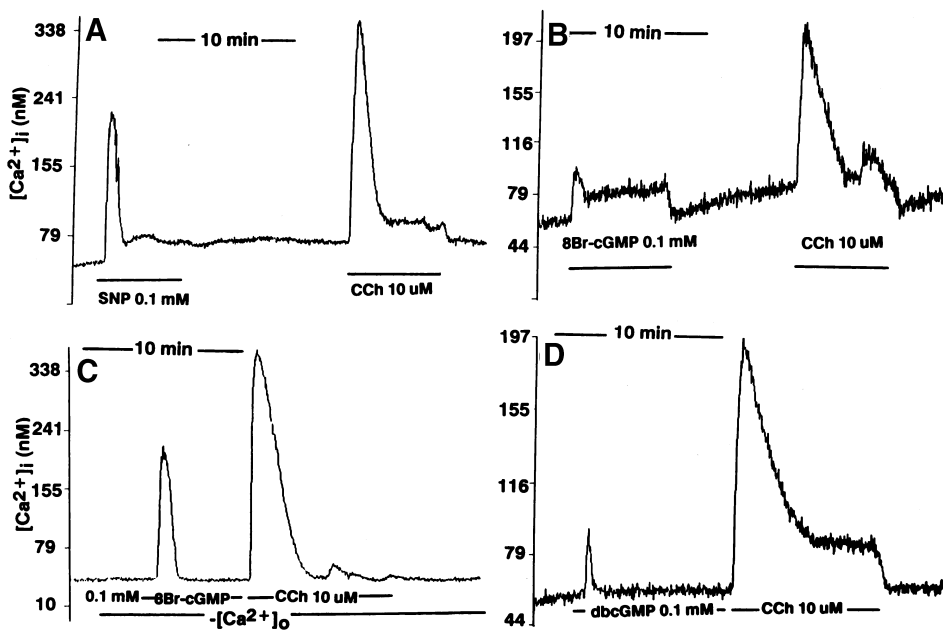 A
10 min
338
241
155
79
[Ca2+]i (nM)
SNP 0.1 mM
CCh 10 uM
B
10 min
197
155
116
79
44
8Br-cGMP 0.1 mM
CCh 10 uM
C
10 min
338
241
155
79
10
[Ca2+]i (nM)
0.1 mM 8Br-cGMP CCh 10 uM
-[Ca2+]o
D
10 min
197
155
116
79
44
dbcGMP 0.1 mM CCh 10 uM